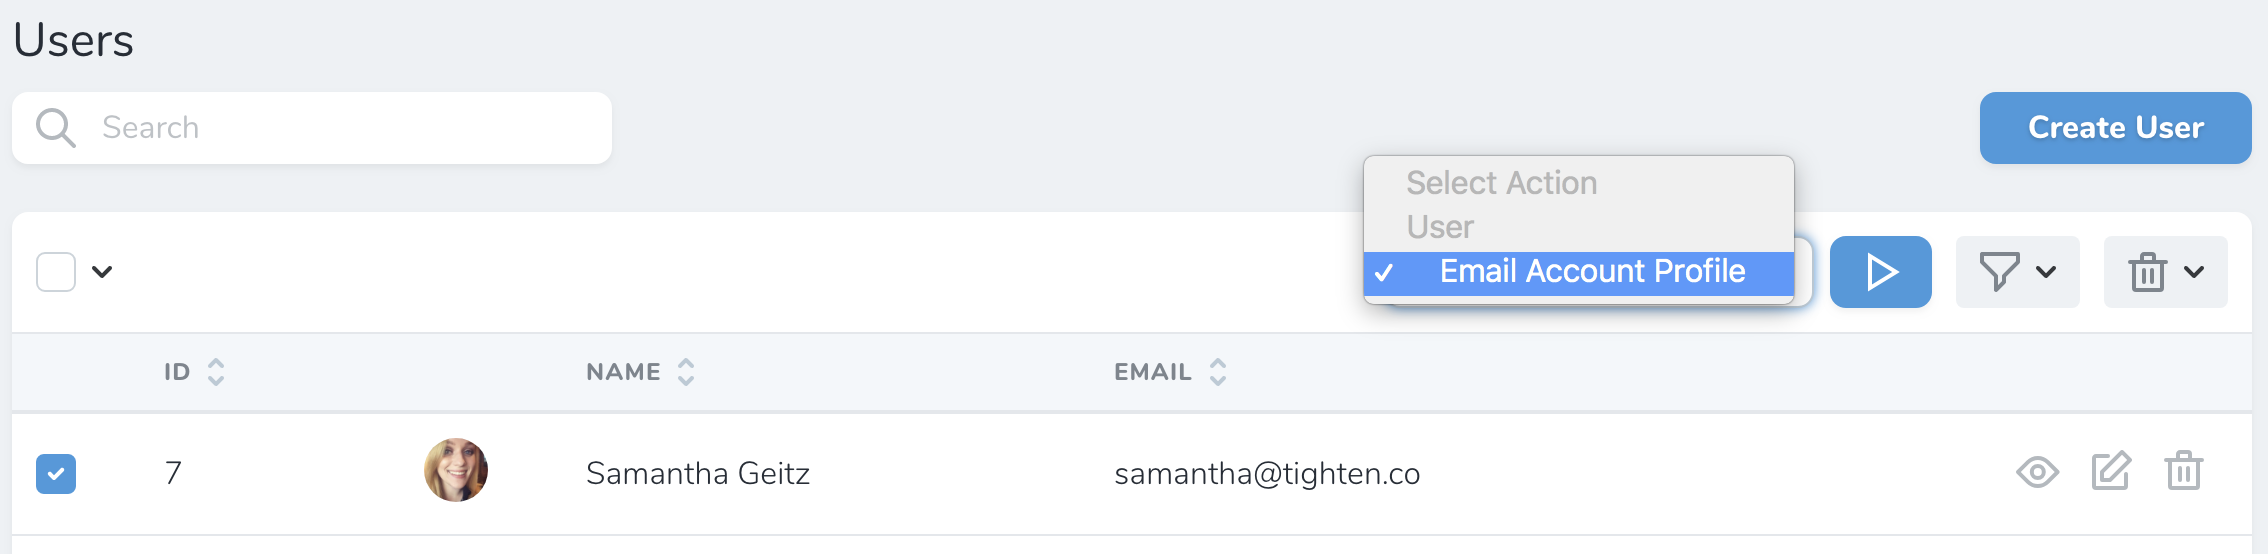 Users
Search
Create User
Select Action
User
Email Account Profile
ID NAME EMAIL
7 Samantha Geitz samantha@tighten.co